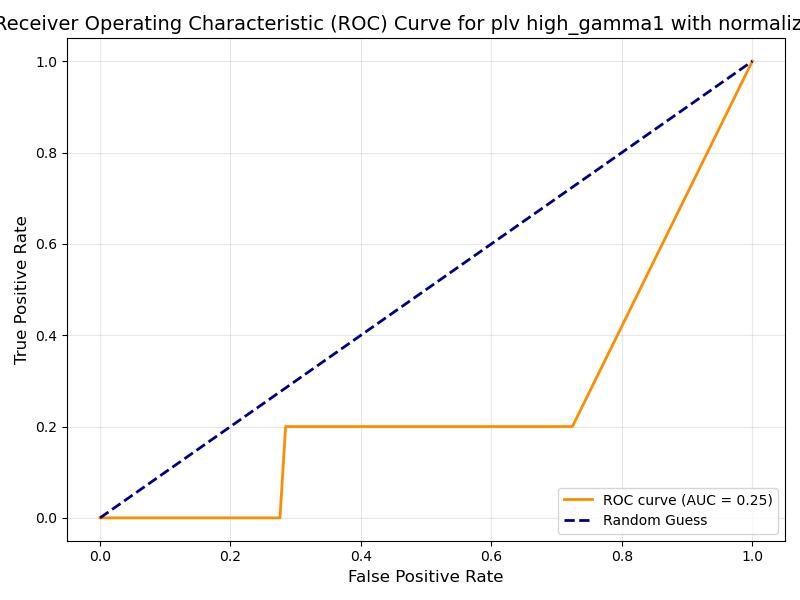 Receiver Operating Characteristic (ROC) Curve for plv high_gamma1 with normaliz
1.0
0.8
0.6
0.4
0.2
0.0
True Positive Rate
ROC curve (AUC = 0.25)
Random Guess
0.0 0.2 0.4 0.6 0.8 1.0
False Positive Rate